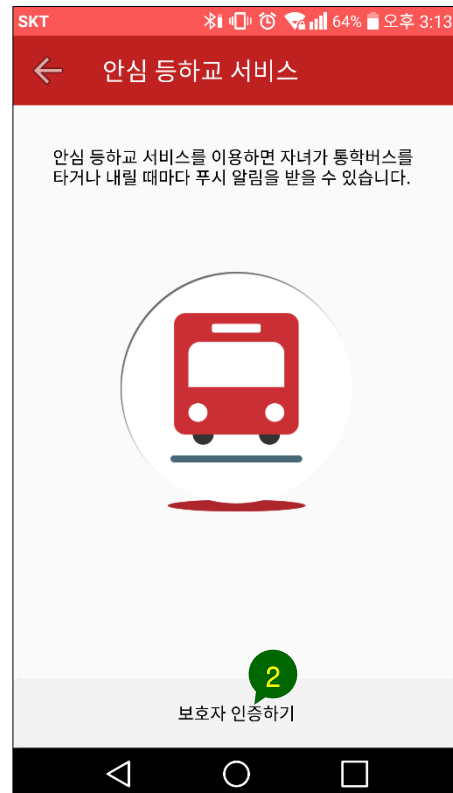 SKT 64% 오후 3:13
안심 등하교 서비스
안심 등하교 서비스를 이용하면 자녀가 통학버스를
타거나 내릴 때마다 푸시 알림을 받을 수 있습니다.
2
보호자 인증하기